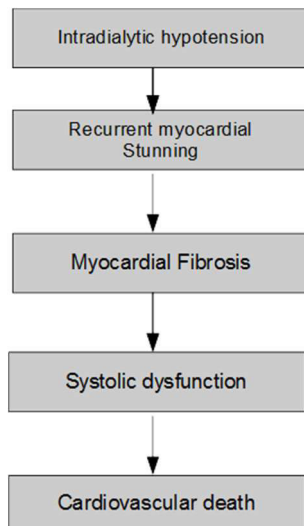 Intradialytic hypotension
Recurrent myocardial
Stunning
Myocardial Fibrosis
Systolic dysfunction
Cardiovascular death